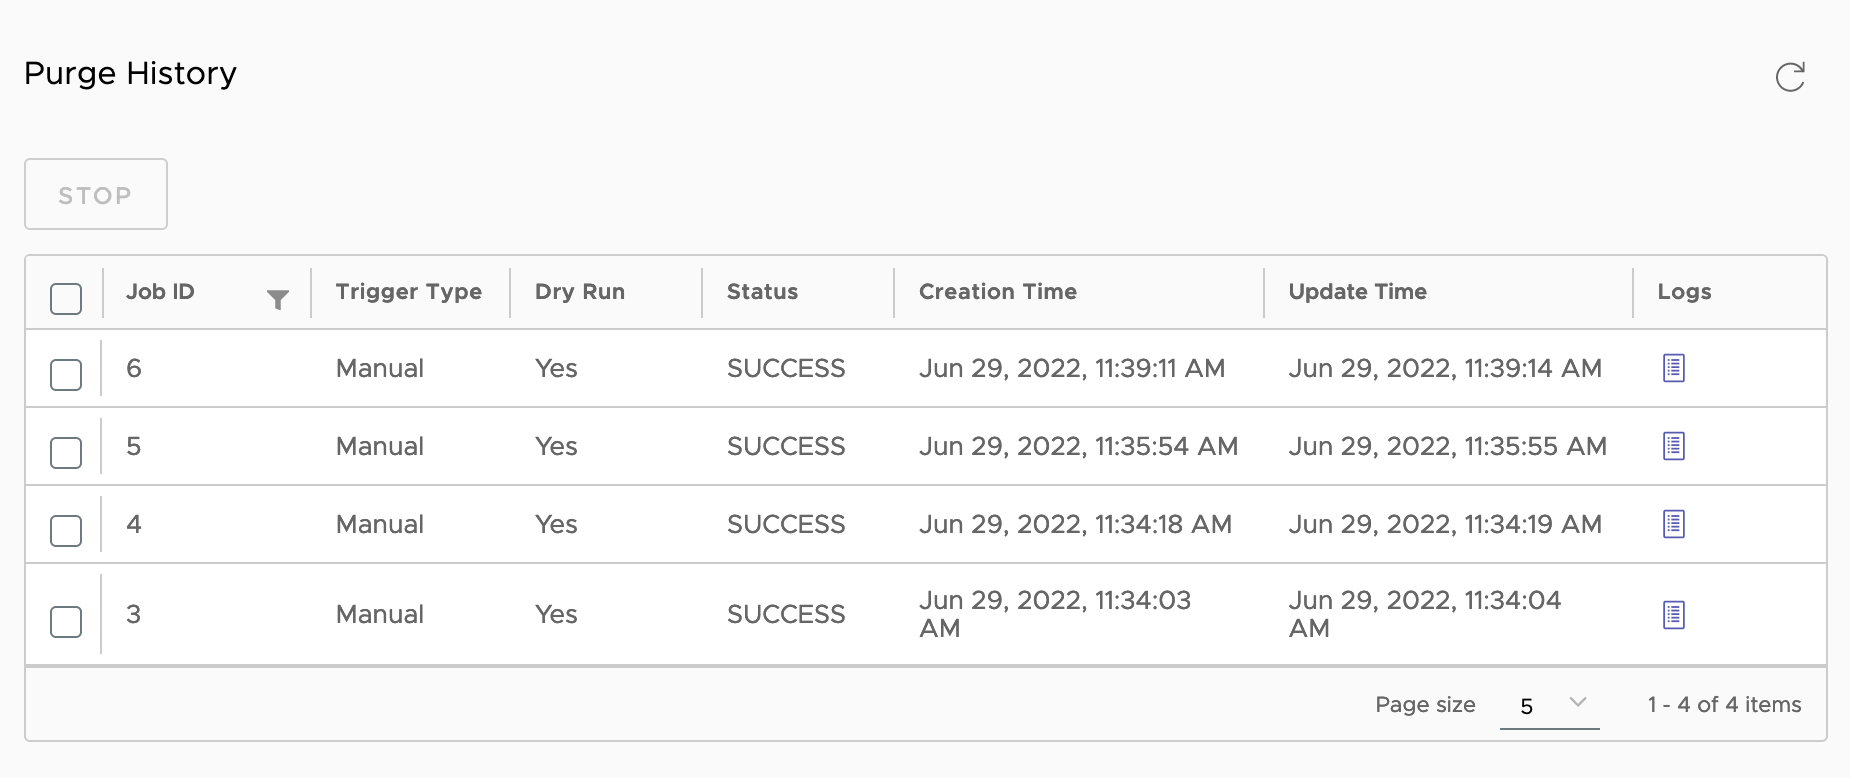 Purge History
STOP
Job ID Trigger Type Dry Run Status Creation Time Update Time Logs
6 Manual Yes SUCCESS Jun 29, 2022, 11:39:11 AM Jun 29, 2022, 11:39:14 AM
5 Manual Yes SUCCESS Jun 29, 2022, 11:35:54 AM Jun 29, 2022, 11:35:55 AM
4 Manual Yes SUCCESS Jun 29, 2022, 11:34:18 AM Jun 29, 2022, 11:34:19 AM
3 Manual Yes SUCCESS Jun 29, 2022, 11:34:03 AM Jun 29, 2022, 11:34:04 AM
Page size 5 1 - 4 of 4 items